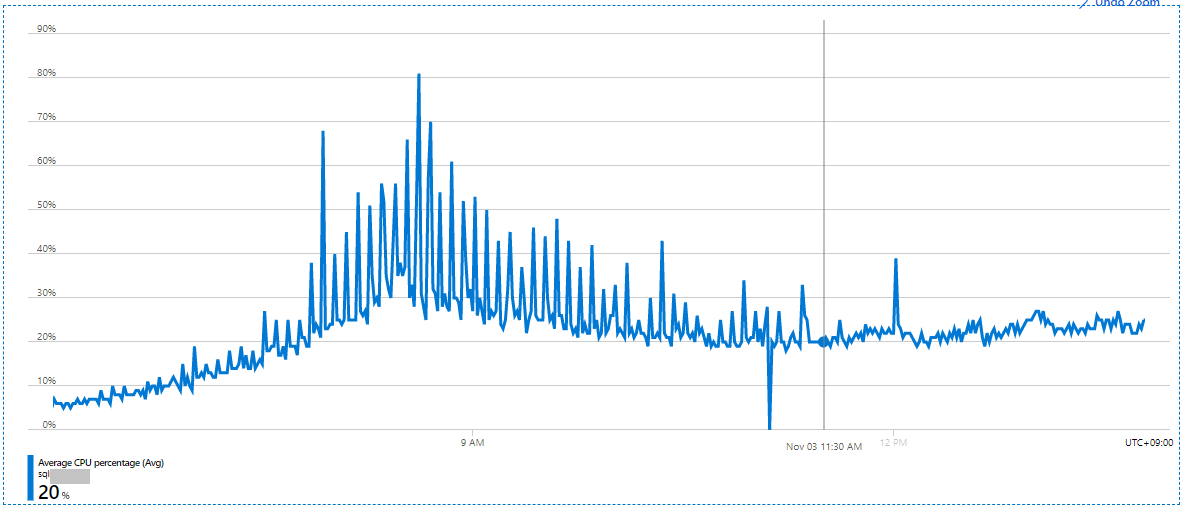 Undo Zoom
90%
80%
70%
60%
50%
40%
30%
20%
10%
0%
9 AM
Nov 03 11:30 AM
12 PM
UTC+09:00
Average CPU percentage (Avg)
sql
20 %